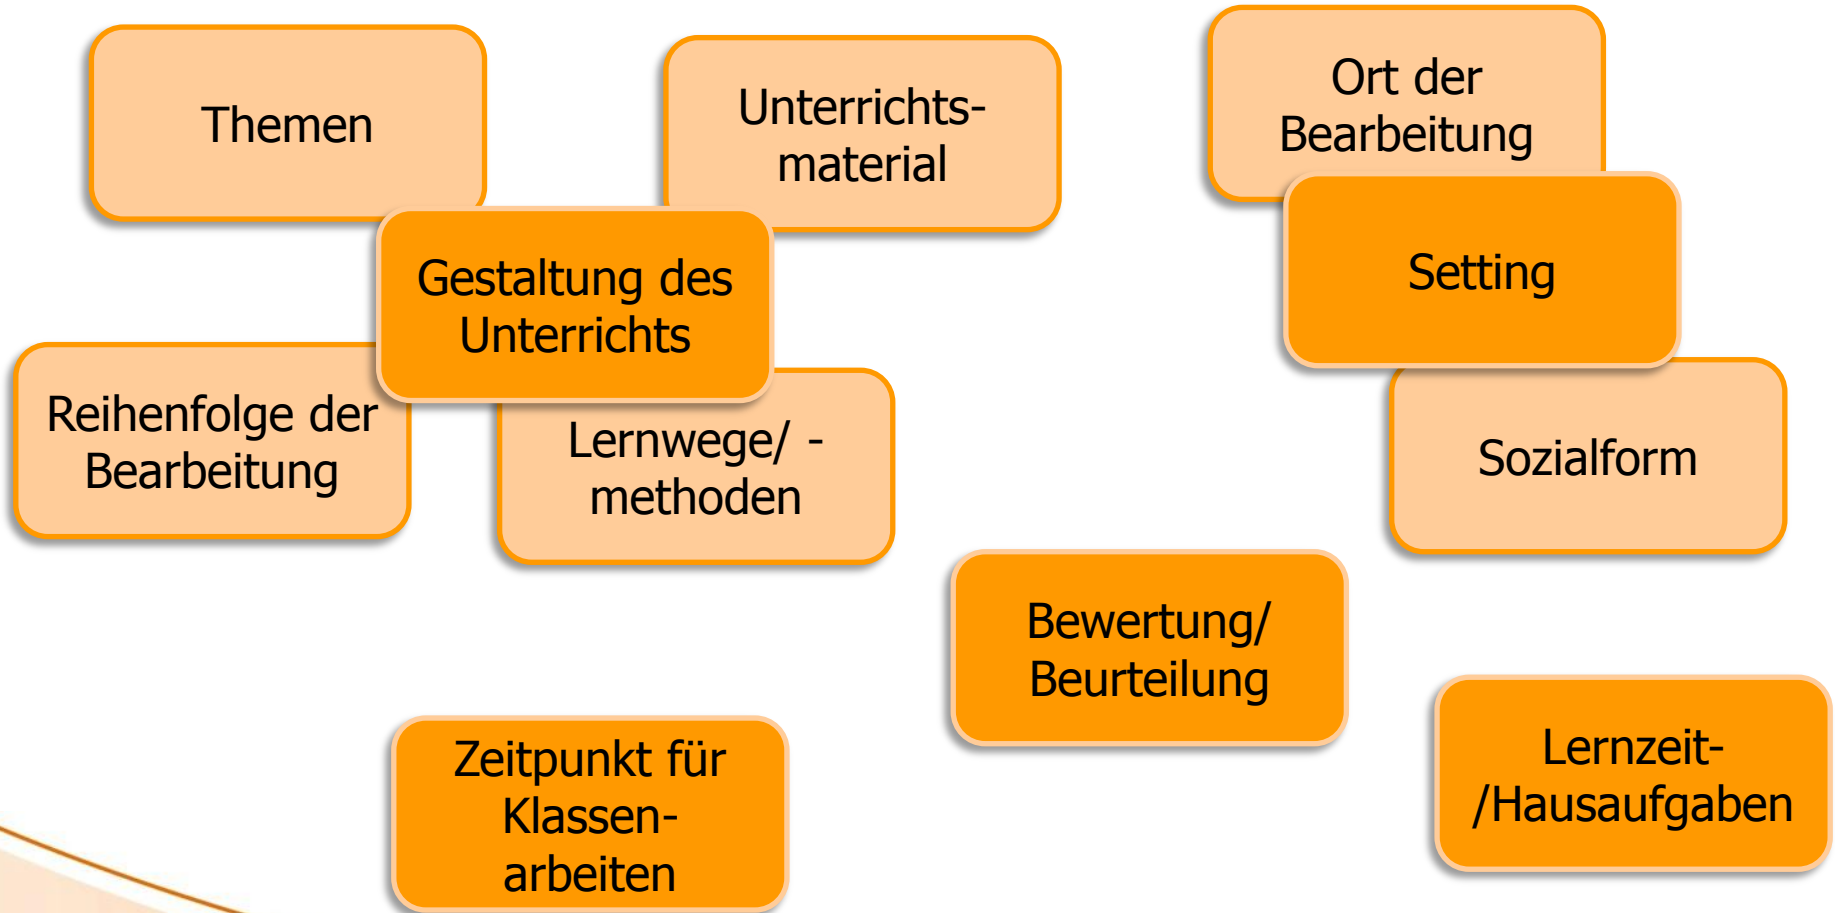 Themen
Unterrichts-
material
Ort der
Bearbeitung
Gestaltung des
Unterrichts
Setting
Reihenfolge der
Bearbeitung
Lernwege/ -
methoden
Sozialform
Bewertung/
Beurteilung
Zeitpunkt für
Klassen-
arbeiten
Lernzeit-
/Hausaufgaben